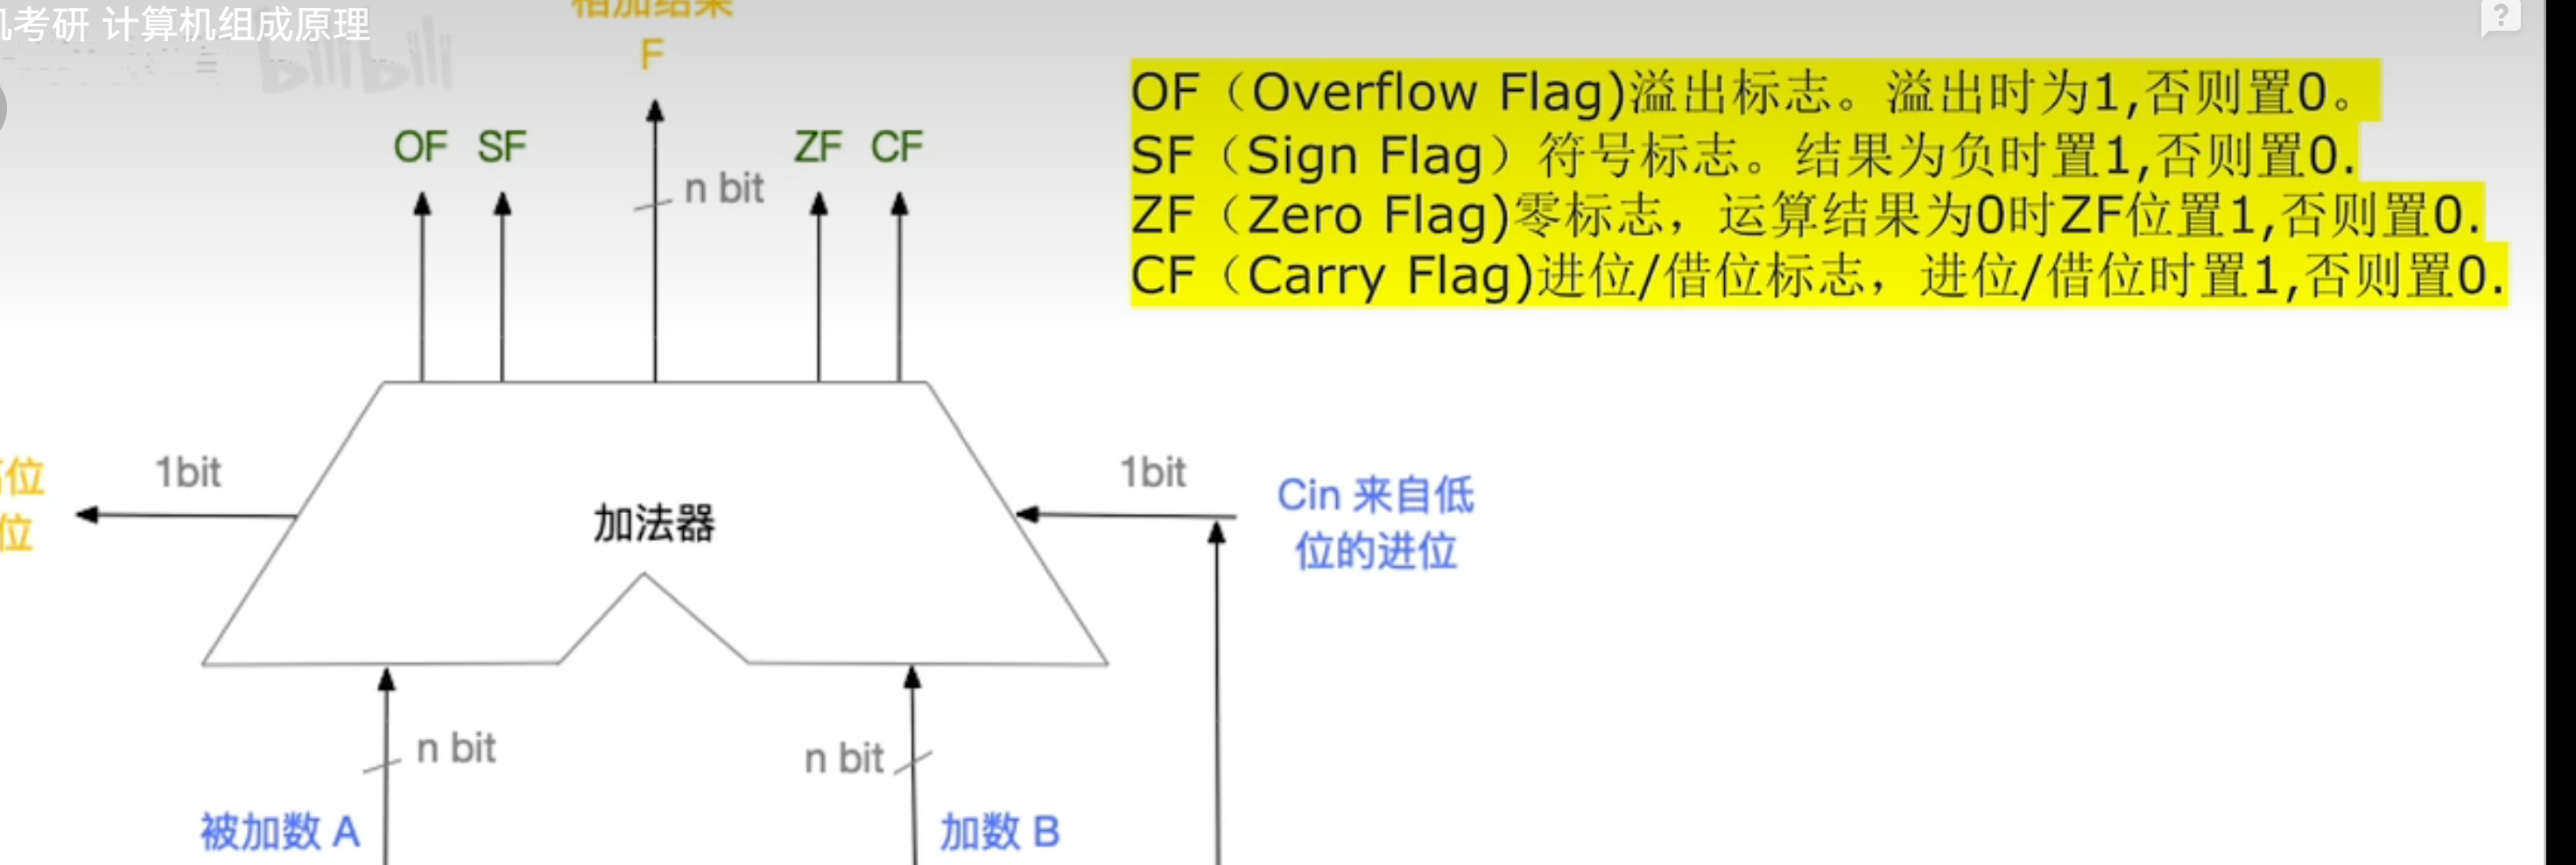 考研 计算机组成原理
bilibili
相加结果
F
OF（Overflow Flag)溢出标志。溢出时为1,否则置0。
SF（Sign Flag）符号标志。结果为负时置1,否则置0.
ZF（Zero Flag)零标志，运算结果为0时ZF位置1,否则置0.
CF（Carry Flag)进位/借位标志，进位/借位时置1,否则置0.
OF SF ZF CF
n bit
位
位
1bit
加法器
1bit
Cin 来自低
位的进位
n bit
n bit
被加数 A
加数 B